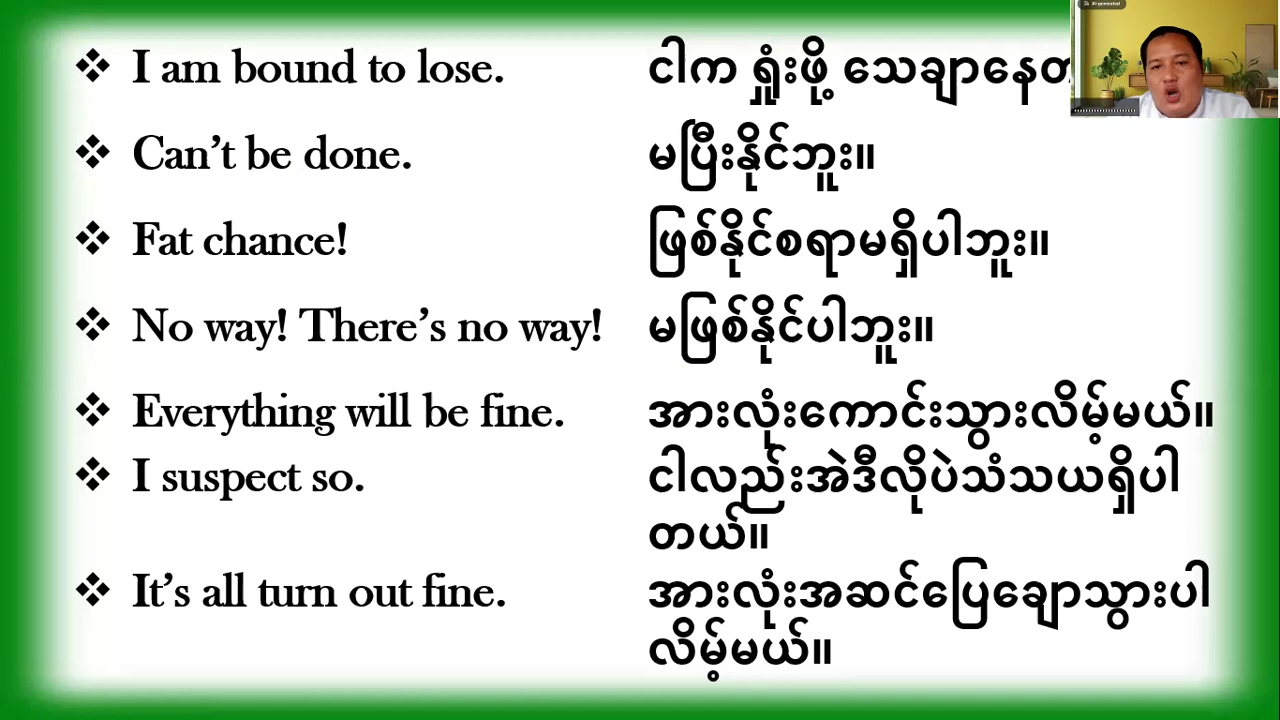 AI generated
❖ I am bound to lose. ငါက ရှုံးဖို့ သေချာနေ
❖ Can't be done. မပြီးနိုင်ဘူး။
❖ Fat chance! ဖြစ်နိုင်စရာမရှိပါဘူး။
❖ No way! There's no way! မဖြစ်နိုင်ပါဘူး။
❖ Everything will be fine. အားလုံးကောင်းသွားလိမ့်မယ်။
❖ I suspect so. ငါလည်းအဲဒီလိုပဲသံသယရှိပါ
တယ်။
❖ It's all turn out fine. အားလုံးအဆင်ပြေချောသွားပါ
လိမ့်မယ်။